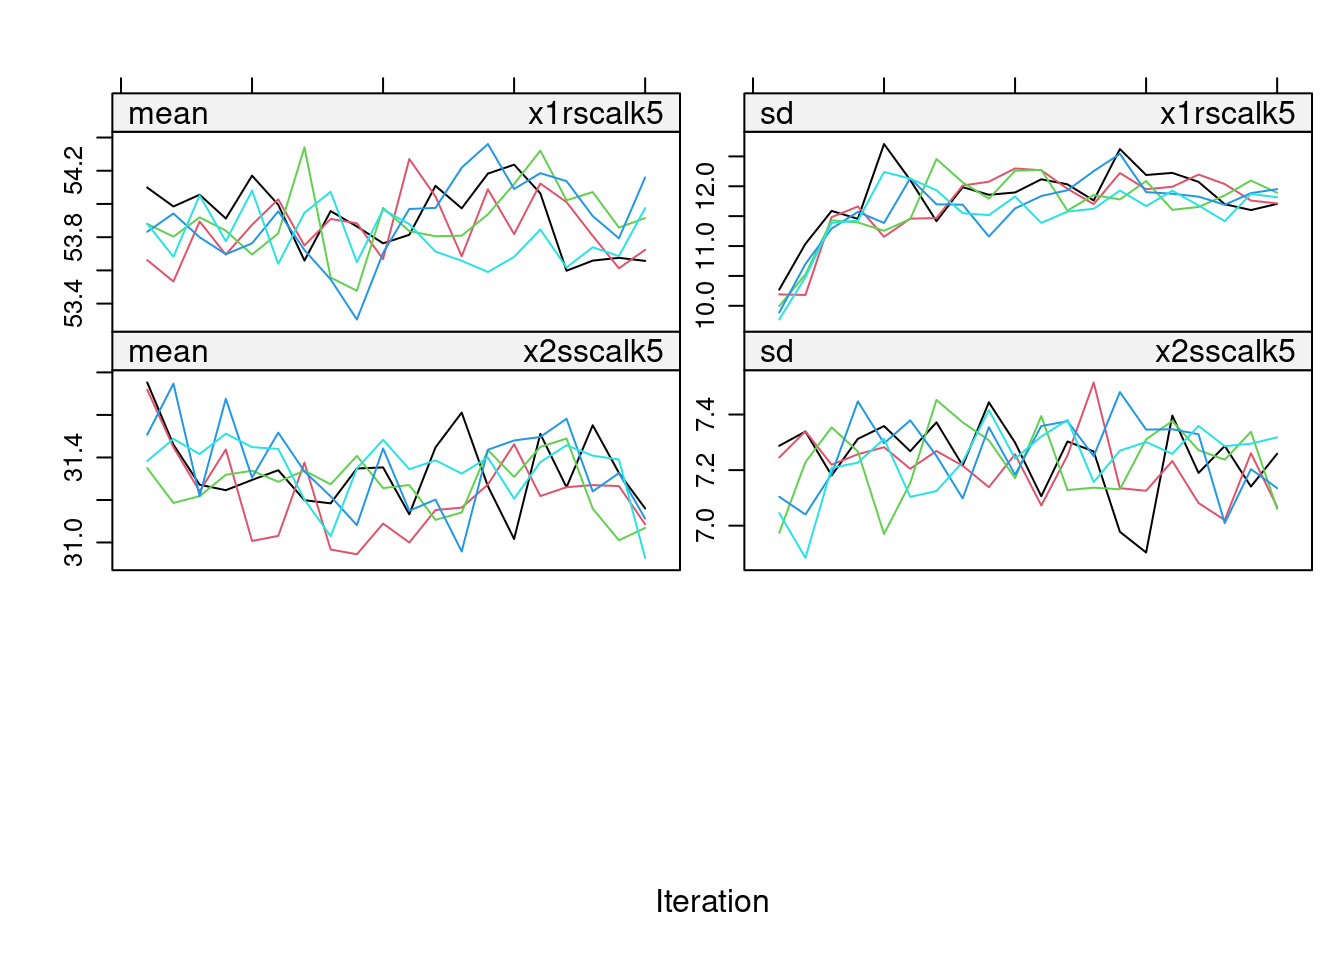 mean x1rscalk5
sd x1rscalk5
53.4 53.8 54.2
10.0 11.0 12.0
mean x2sscalk5
sd x2sscalk5
31.0 31.4
7.0 7.2 7.4
Iteration